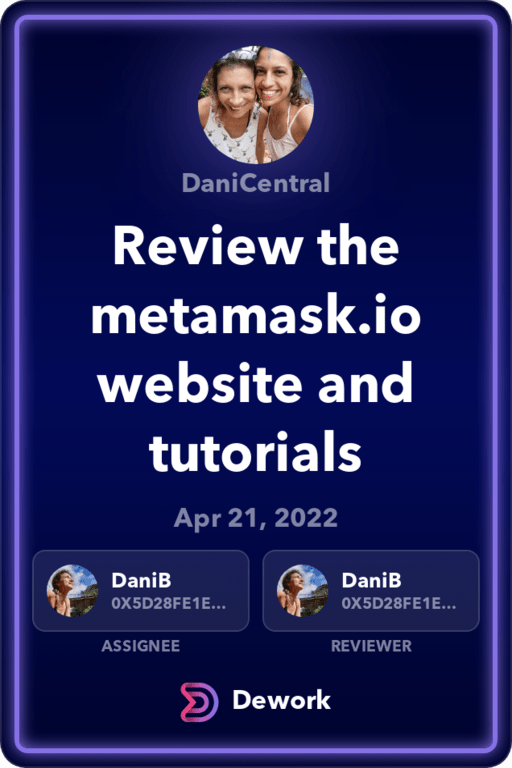 DaniCentral
Review the
metamask.io
website and
tutorials
Apr 21, 2022
DaniB
0X5D28FE1E...
ASSIGNEE
DaniB
0X5D28FE1E...
REVIEWER
Dework